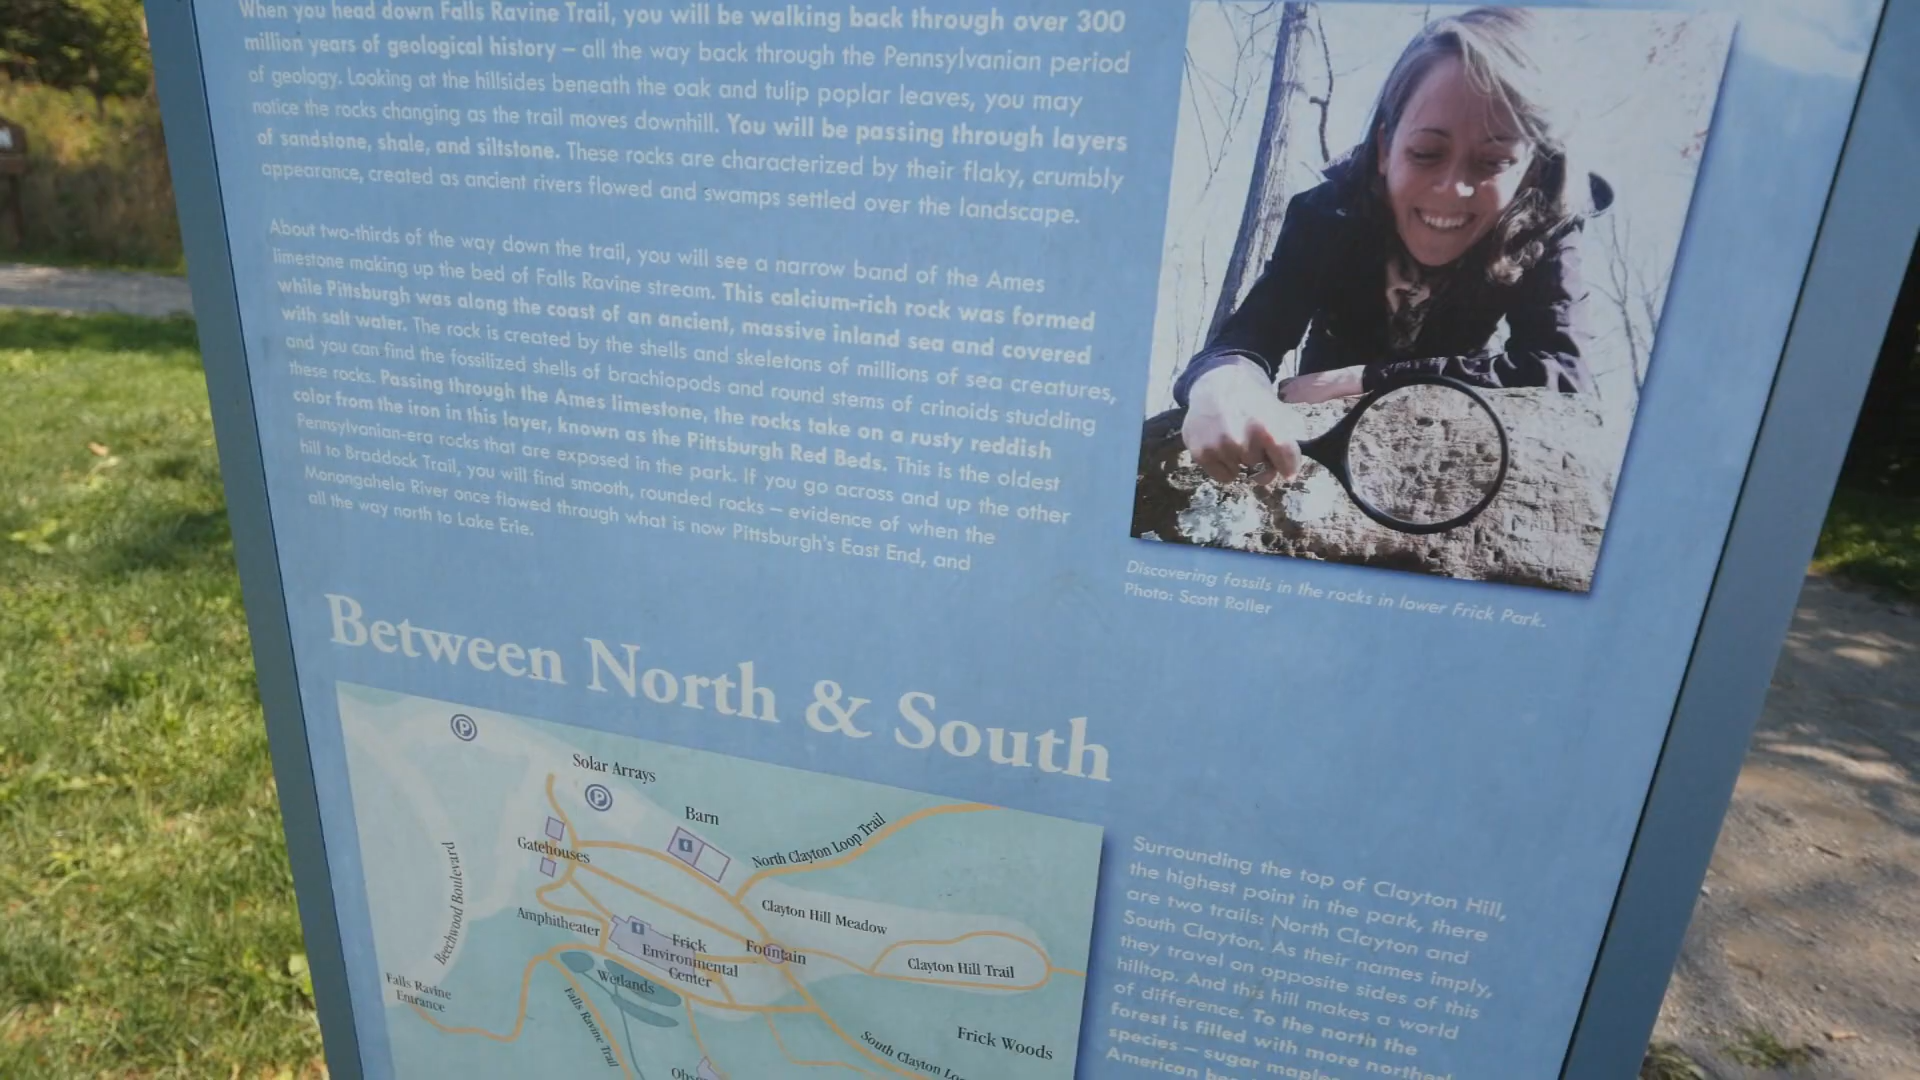 When you head down Falls Ravine Trail, you will be walking back through over 300
million years of geological history – all the way back through the Pennsylvanian period
of geology. Looking at the hillsides beneath the oak and tulip poplar leaves, you may
notice the rocks changing as the trail moves downhill. You will be passing through layers
of sandstone, shale, and siltstone. These rocks are characterized by their flaky, crumbly
appearance, created as ancient rivers flowed and swamps settled over the landscape.
About two-thirds of the way down the trail, you will see a narrow band of the Ames
limestone making up the bed of Falls Ravine stream. This calcium-rich rock was formed
while Pittsburgh was along the coast of an ancient, massive inland sea and covered
with salt water. The rock is created by the shells and skeletons of millions of sea creatures,
and you can find the fossilized shells of brachiopods and round stems of crinoids studding
these rocks. Passing through the Ames limestone, the rocks take on a rusty reddish
color from the iron in this layer, known as the Pittsburgh Red Beds. This is the oldest
Pennsylvanian-era rocks that are exposed in the park. If you go across and up the other
hill to Braddock Trail, you will find smooth, rounded rocks – evidence of when the
Monongahela River once flowed through what is now Pittsburgh's East End, and
all the way north to Lake Erie.
Discovering fossils in the rocks in lower Frick Park.
Photo: Scott Roller
Between North & South
P
Solar Arrays
P
Barn
Gatehouses
North Clayton Loop Trail
Beechwood Boulevard
Clayton Hill Meadow
Amphitheater
Frick
Environmental
Center
Fountain
Clayton Hill Trail
Wetlands
Falls Ravine
Entrance
Falls Ravine Trail
Frick Woods
South Clayton
Surrounding the top of Clayton Hill,
the highest point in the park, there
are two trails: North Clayton and
South Clayton. As their names imply,
they travel on opposite sides of this
hilltop. And this hill makes a world
of difference. To the north the
forest is filled with more
species – sugar
American